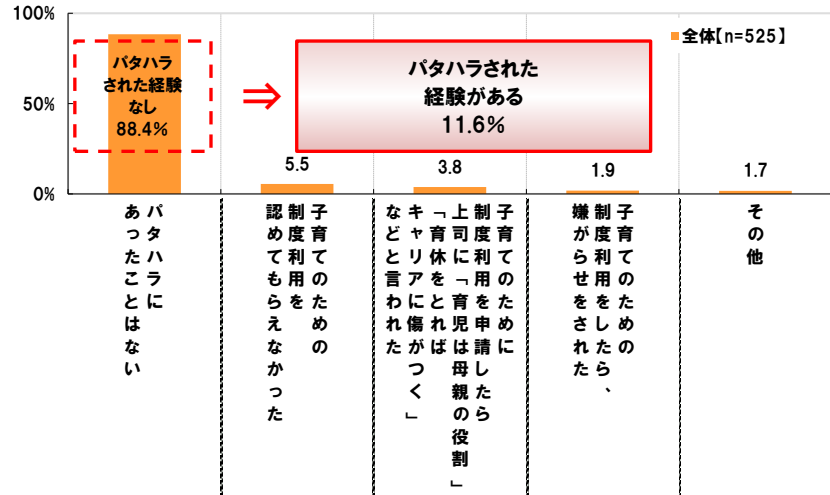 100%
50%
0%
■全体【n=525】
パタハラ
された経験
なし
88.4%
⇒
パタハラされた
経験がある
11.6%
5.5
3.8
1.9
1.7
パタハラに
あったことはない
子育てのための
制度利用を
認めてもらえなかった
子育てのために
制度利用を申請したら
上司に「育児は母親の役割」
「育休をとれば
キャリアに傷がつく」
などと言われた
子育てのための
制度利用をしたら、
嫌がらせをされた
その他